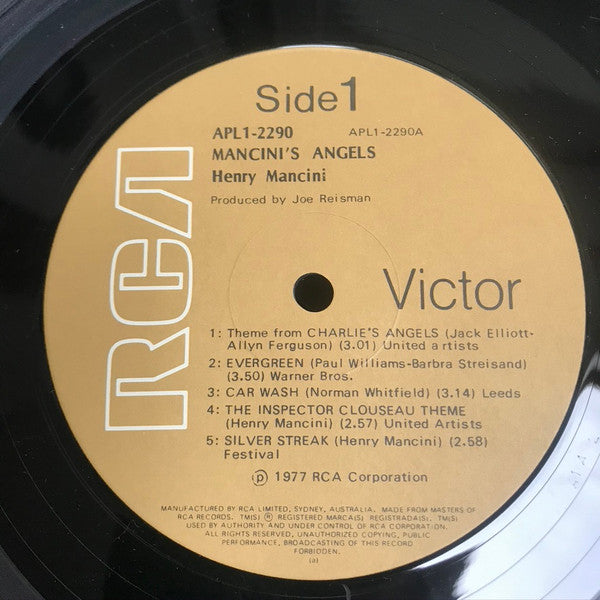 Side 1
APL1-2290 APL1-2290A
MANCINI'S ANGELS
Henry Mancini
Produced by Joe Reisman
RCA
Victor
1: Theme from CHARLIE'S ANGELS (Jack Elliott-
Allyn Ferguson) (3.01) United artists
2: EVERGREEN (Paul Williams-Barbra Streisand)
(3.50) Warner Bros.
3: CAR WASH (Norman Whitfield) (3.14) Leeds
4: THE INSPECTOR CLOUSEAU THEME
(Henry Mancini) (2.57) United Artists
5: SILVER STREAK (Henry Mancini) (2.58)
Festival
℗ 1977 RCA Corporation
MANUFACTURED BY RCA LIMITED, SYDNEY, AUSTRALIA. MADE FROM MASTERS OF
RCA RECORDS. TM(S) ® REGISTERED MARCA(S) REGISTRADA(S). TM(S)
USED BY AUTHORITY AND UNDER CONTROL OF RCA CORPORATION.
ALL RIGHTS RESERVED, UNAUTHORIZED COPYING, PUBLIC
PERFORMANCE, BROADCASTING OF THIS RECORD
FORBIDDEN.
(a)